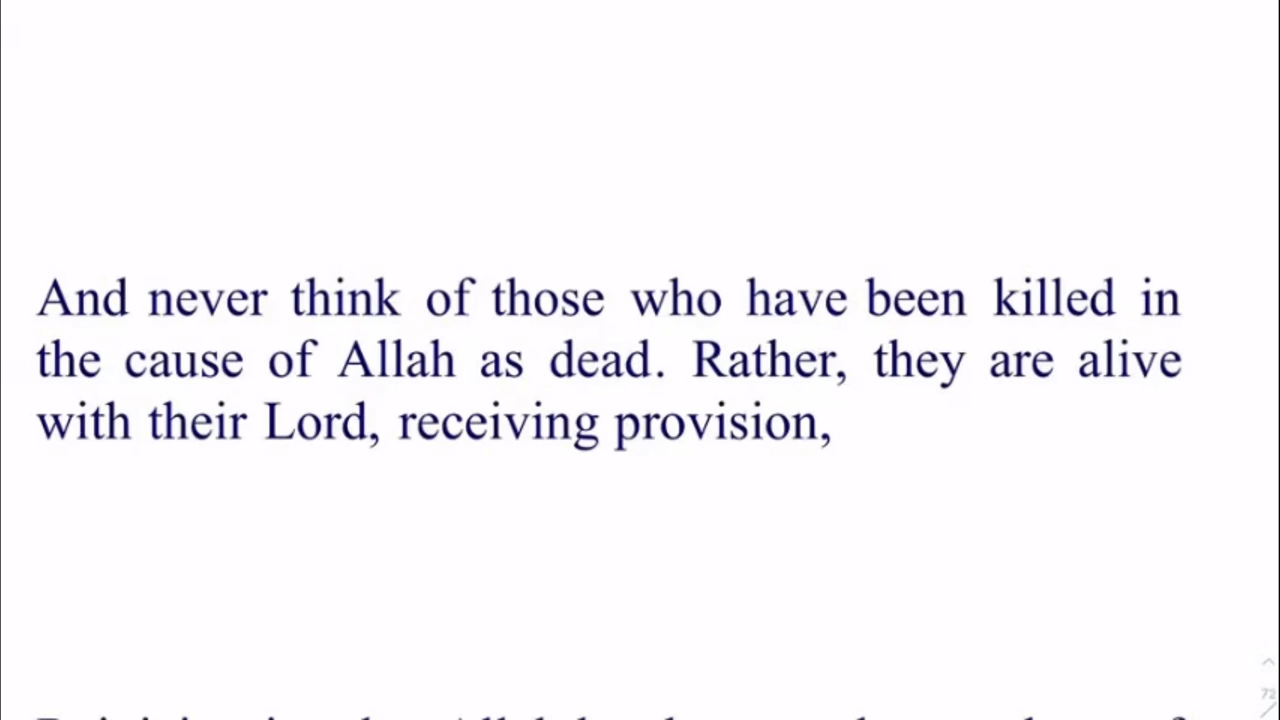 And never think of those who have been killed in
the cause of Allah as dead. Rather, they are alive
with their Lord, receiving provision,
72